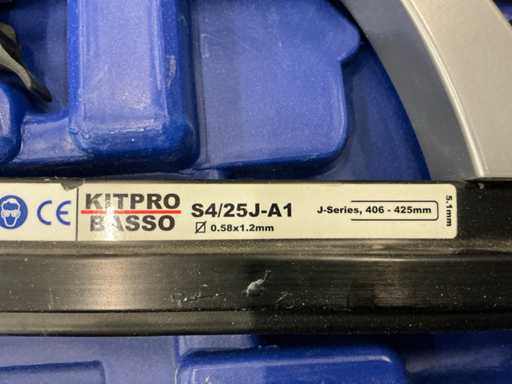 CE
KITPRO
BASSO
S4/25J-A1
0.58x1.2mm
J-Series, 406 - 425mm
5.1mm